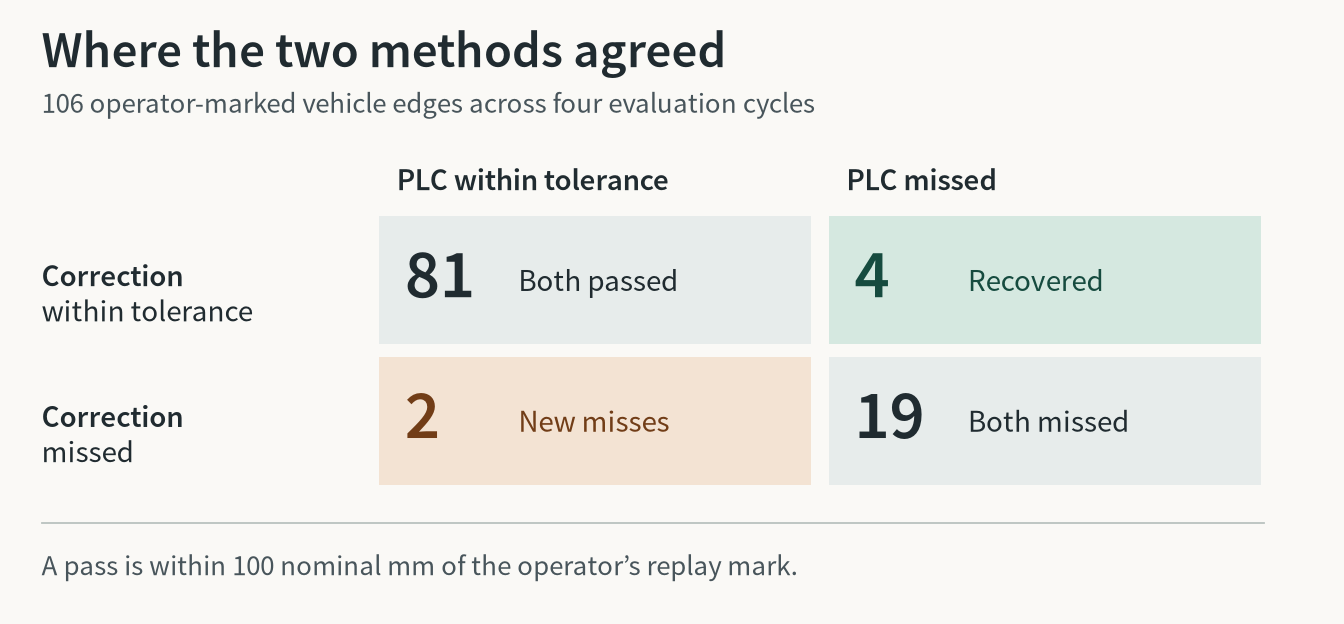 Where the two methods agreed
106 operator-marked vehicle edges across four evaluation cycles
PLC within tolerance
PLC missed
Correction
within tolerance
81
Both passed
4
Recovered
Correction
missed
2
New misses
19
Both missed
A pass is within 100 nominal mm of the operator’s replay mark.